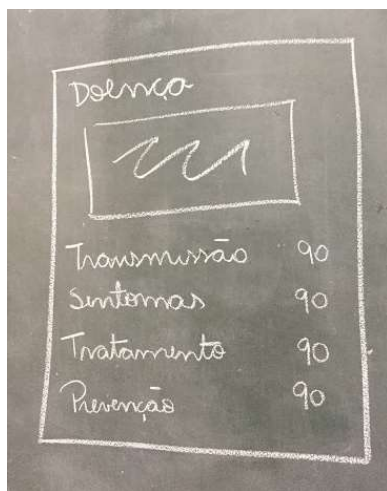 Doença
Transmissão 90
Sintomas 90
Tratamento 90
Prevenção 90